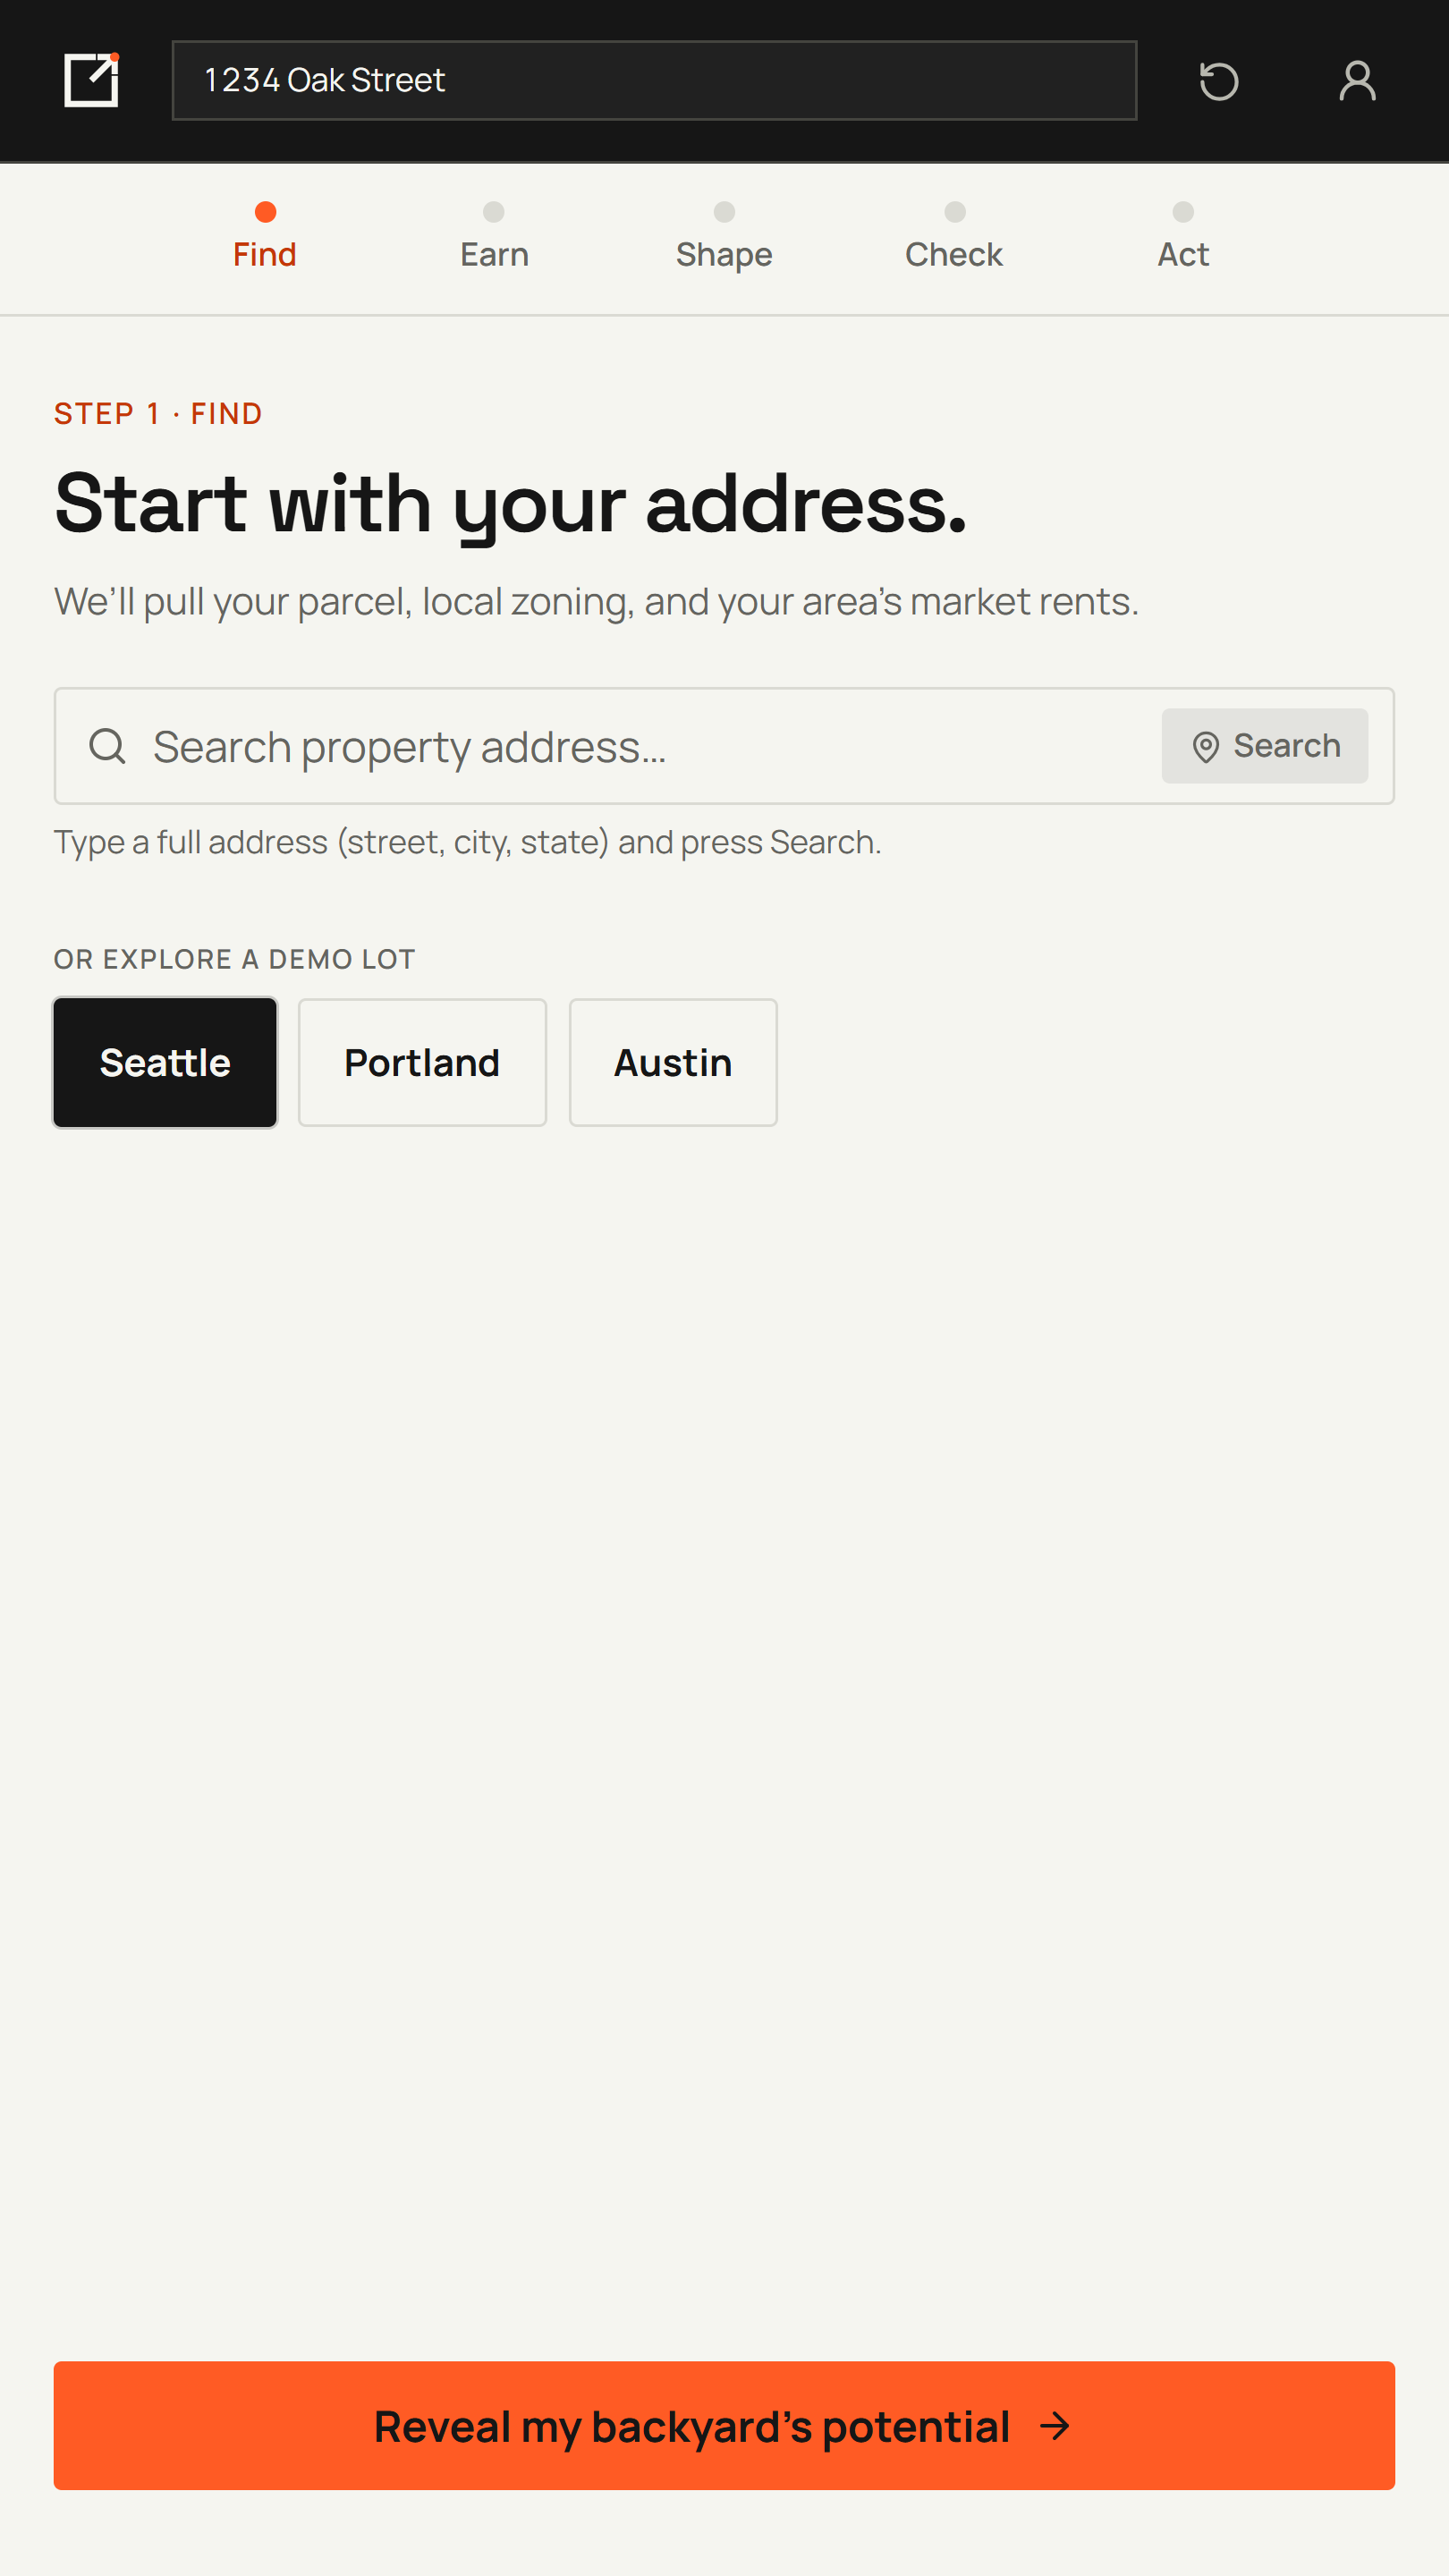 1234 Oak Street
Find Earn Shape Check Act
STEP 1 · FIND
Start with your address.
We’ll pull your parcel, local zoning, and your area’s market rents.
Search property address… Search
Type a full address (street, city, state) and press Search.
OR EXPLORE A DEMO LOT
Seattle Portland Austin
Reveal my backyard’s potential →